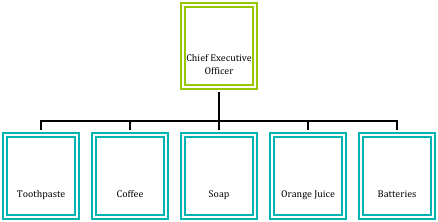 Chief Executive
Officer
Toothpaste
Coffee
Soap
Orange Juice
Batteries